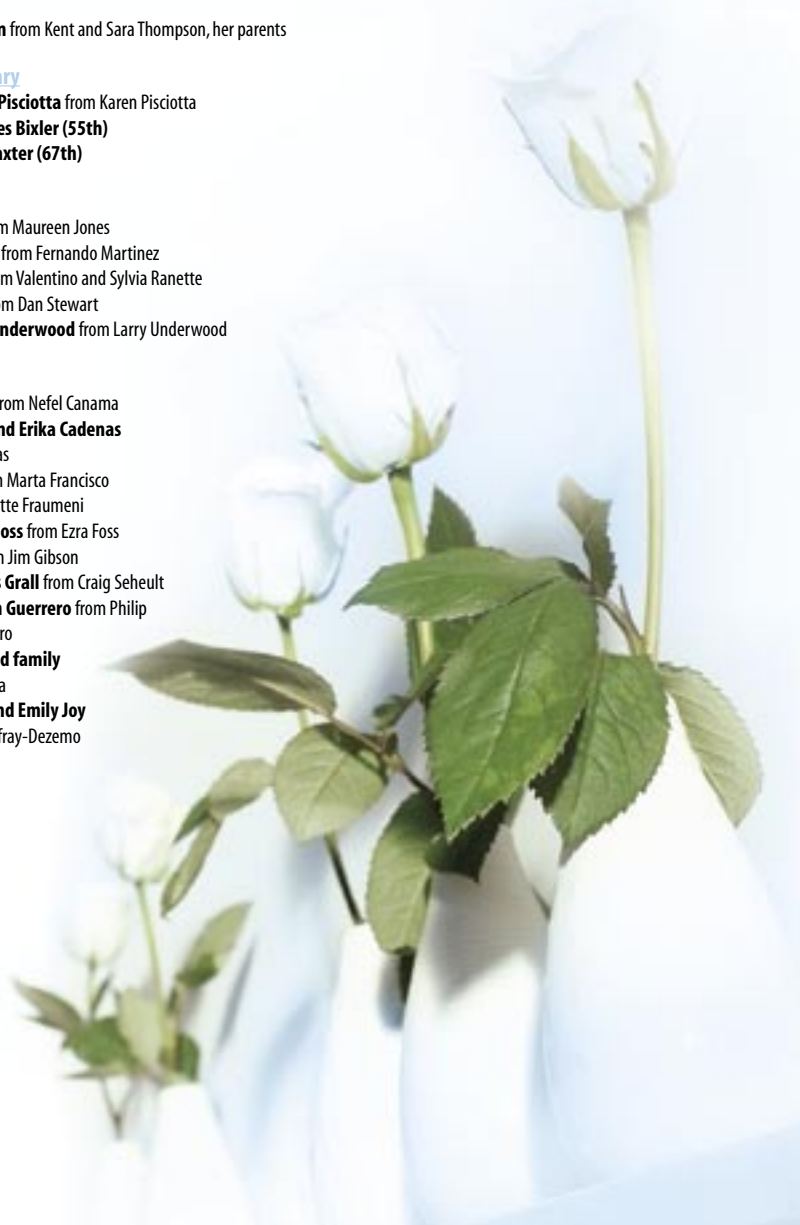 n from Kent and Sara Thompson, her parents
ary
Pisciotta from Karen Pisciotta
es Bixler (55th)
axter (67th)
m Maureen Jones
from Fernando Martinez
m Valentino and Sylvia Ranette
om Dan Stewart
nderwood from Larry Underwood
rom Nefel Canama
nd Erika Cadenas
as
n Marta Francisco
tte Fraumeni
oss from Ezra Foss
n Jim Gibson
s Grall from Craig Seheult
a Guerrero from Philip
ro
d family
a
nd Emily Joy
fray-Dezemo